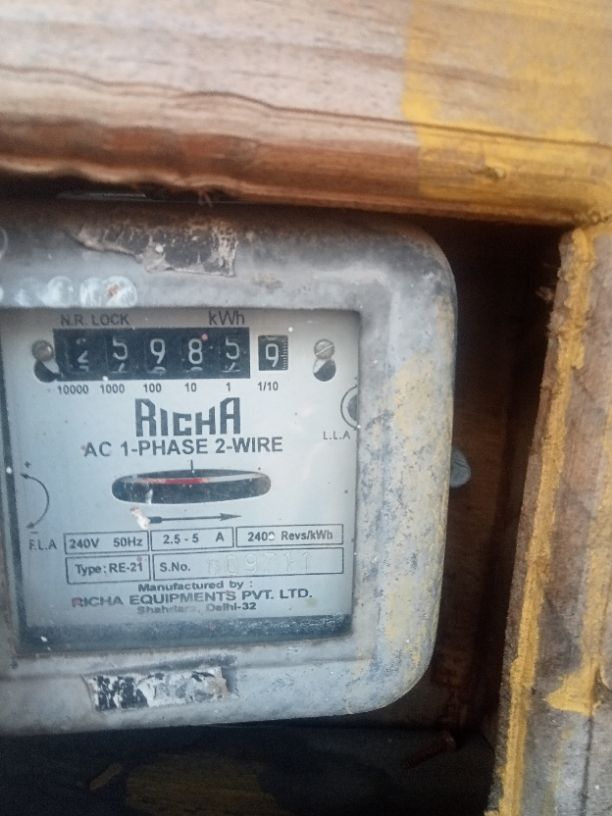 N.R. LOCK kWh
2 5 9 8 5 9
10000 1000 100 10 1 1/10
RICHA
AC 1-PHASE 2-WIRE
L.L.A
+
-
F.L.A
240V 50Hz 2.5 - 5 A 2400 Revs/kWh
Type: RE-21 S.No.
Manufactured by :
RICHA EQUIPMENTS PVT. LTD.
Shahdara, Delhi-32